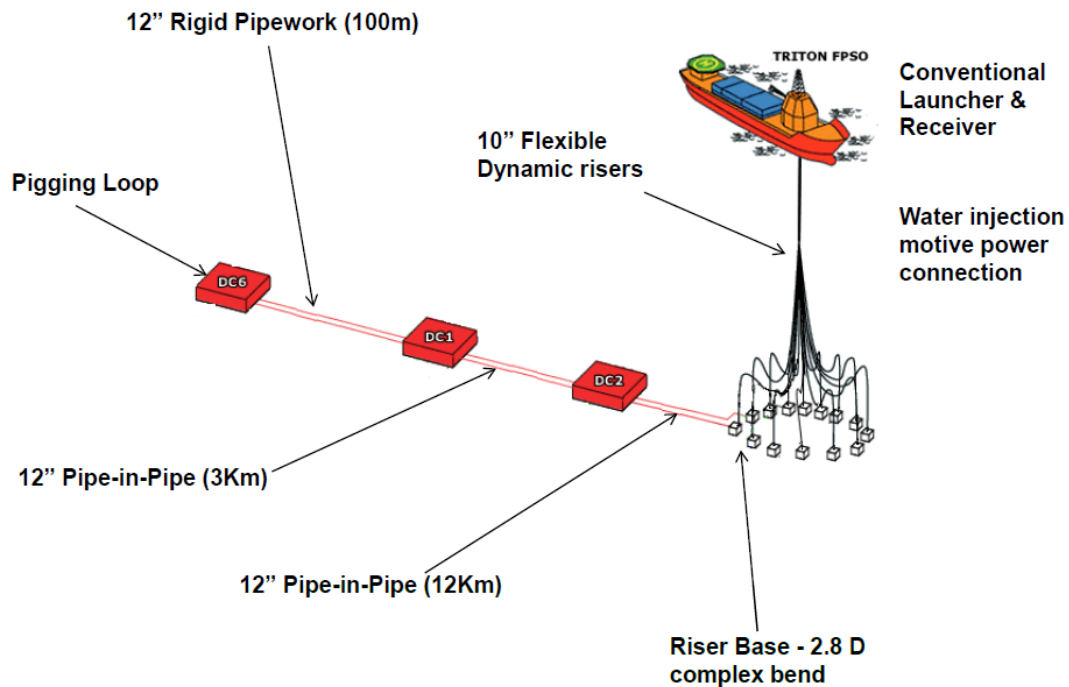 12” Rigid Pipework (100m)
TRITON FPSO
Conventional
Launcher &
Receiver
10” Flexible
Dynamic risers
Pigging Loop
Water injection
motive power
connection
DC6
DC1
DC2
12” Pipe-in-Pipe (3Km)
12” Pipe-in-Pipe (12Km)
Riser Base - 2.8 D
complex bend